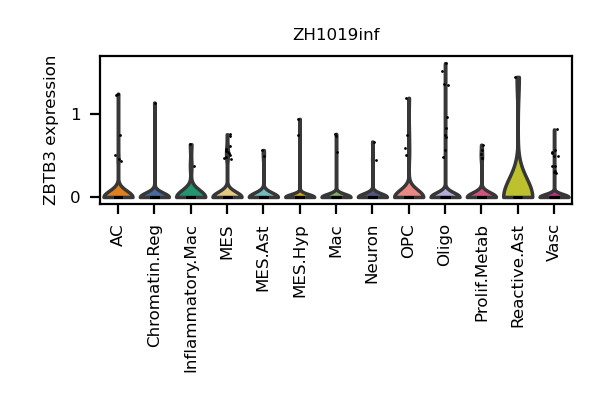 ZH1019inf
ZBTB3 expression
1
0
AC
Chromatin.Reg
Inflammatory.Mac
MES
MES.Ast
MES.Hyp
Mac
Neuron
OPC
Oligo
Prolif.Metab
Reactive.Ast
Vasc